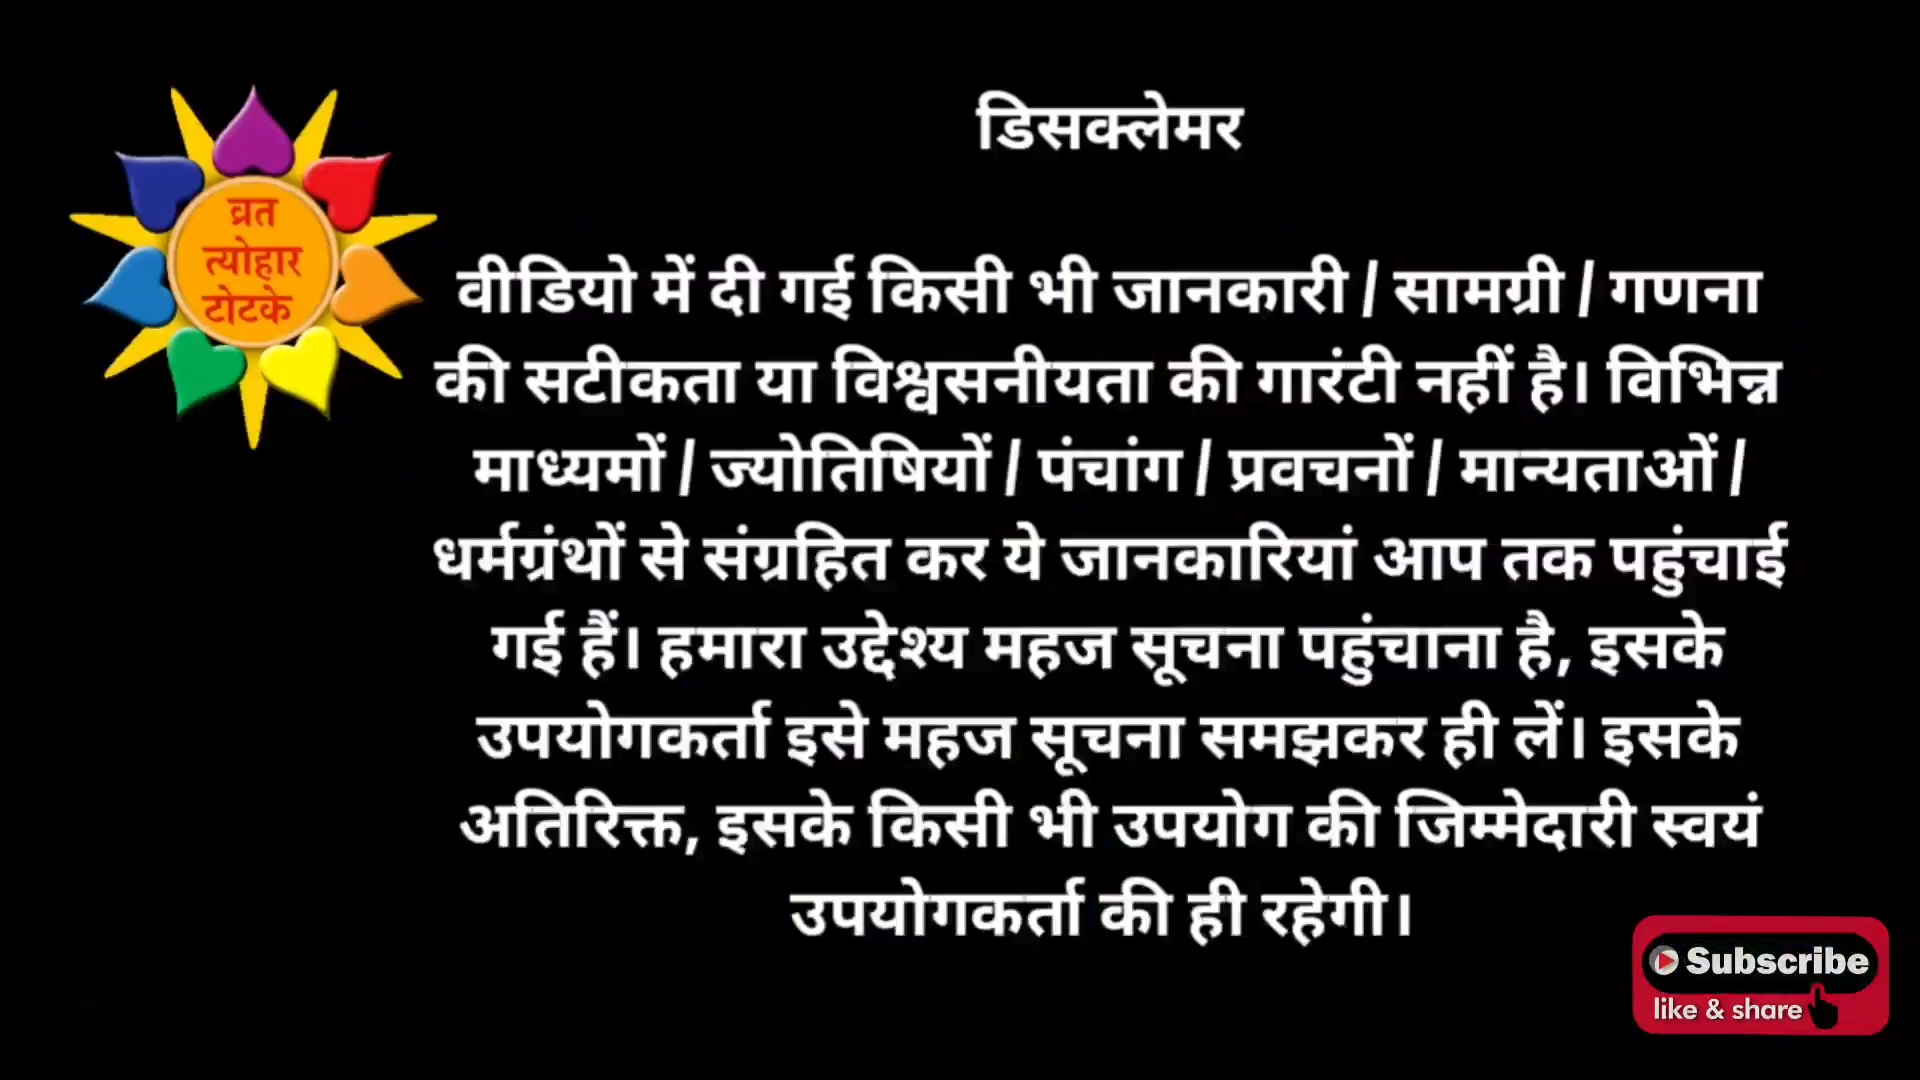 डिसक्लेमर
व्रत
त्योहार
टोटके
वीडियो में दी गई किसी भी जानकारी / सामग्री / गणना
की सटीकता या विश्वसनीयता की गारंटी नहीं है। विभिन्न
माध्यमों / ज्योतिषियों / पंचांग / प्रवचनों / मान्यताओं /
धर्मग्रंथों से संग्रहित कर ये जानकारियां आप तक पहुंचाई
गई हैं। हमारा उद्देश्य महज सूचना पहुंचाना है, इसके
उपयोगकर्ता इसे महज सूचना समझकर ही लें। इसके
अतिरिक्त, इसके किसी भी उपयोग की जिम्मेदारी स्वयं
उपयोगकर्ता की ही रहेगी।
Subscribe
like & share